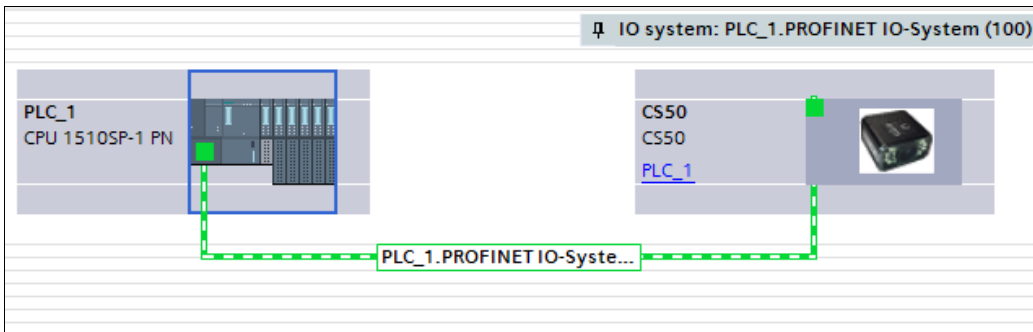 IO system: PLC_1.PROFINET IO-System (100)
PLC_1
CPU 1510SP-1 PN
CS50
CS50
PLC_1
PLC_1.PROFINET IO-Syste...